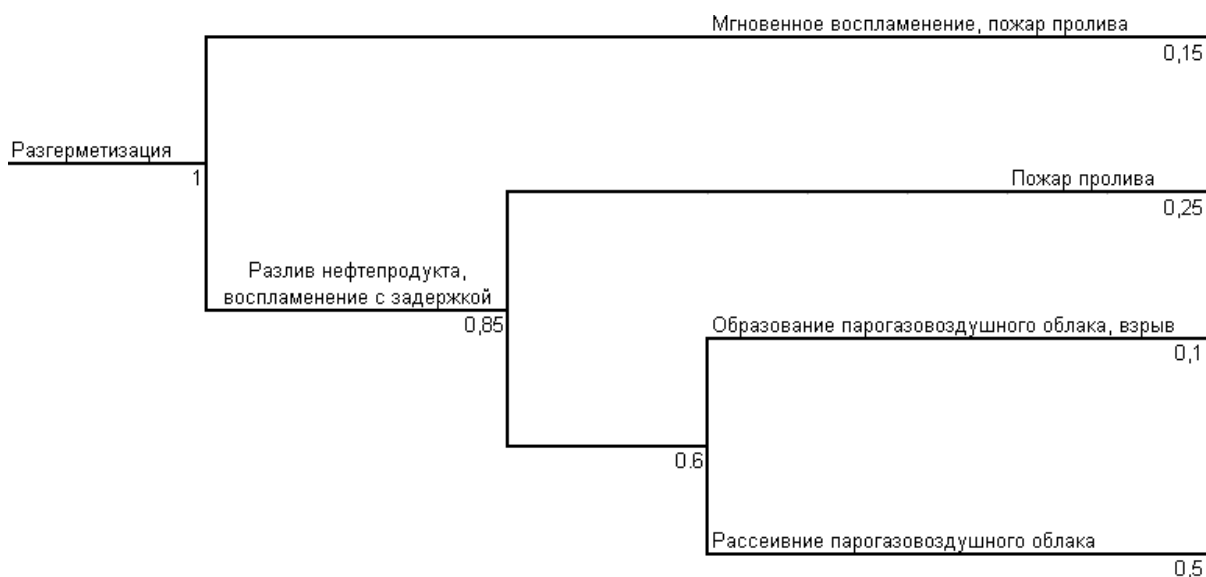 Мгновенное воспламенение, пожар пролива
0,15
Разгерметизация
1
Пожар пролива
0,25
Разлив нефтепродукта,
воспламенение с задержкой
0,85
Образование парогазовоздушного облака, взрыв
0,1
0.6
Рассеивние парогазовоздушного облака
0,5